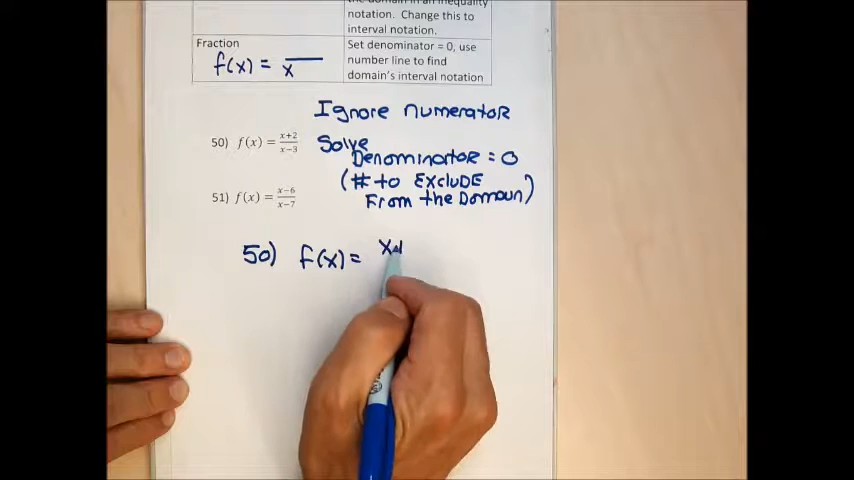 the domain in an inequality
notation. Change this to
interval notation.
Fraction
f(x) = —
x
Set denominator = 0, use
number line to find
domain's interval notation
Ignore numerator
50) f(x) = x+2
x−3
Solve
Denominator = 0
(# to ExcluDE
From the Domain)
51) f(x) = x−6
x−7
50) f(x) = x+